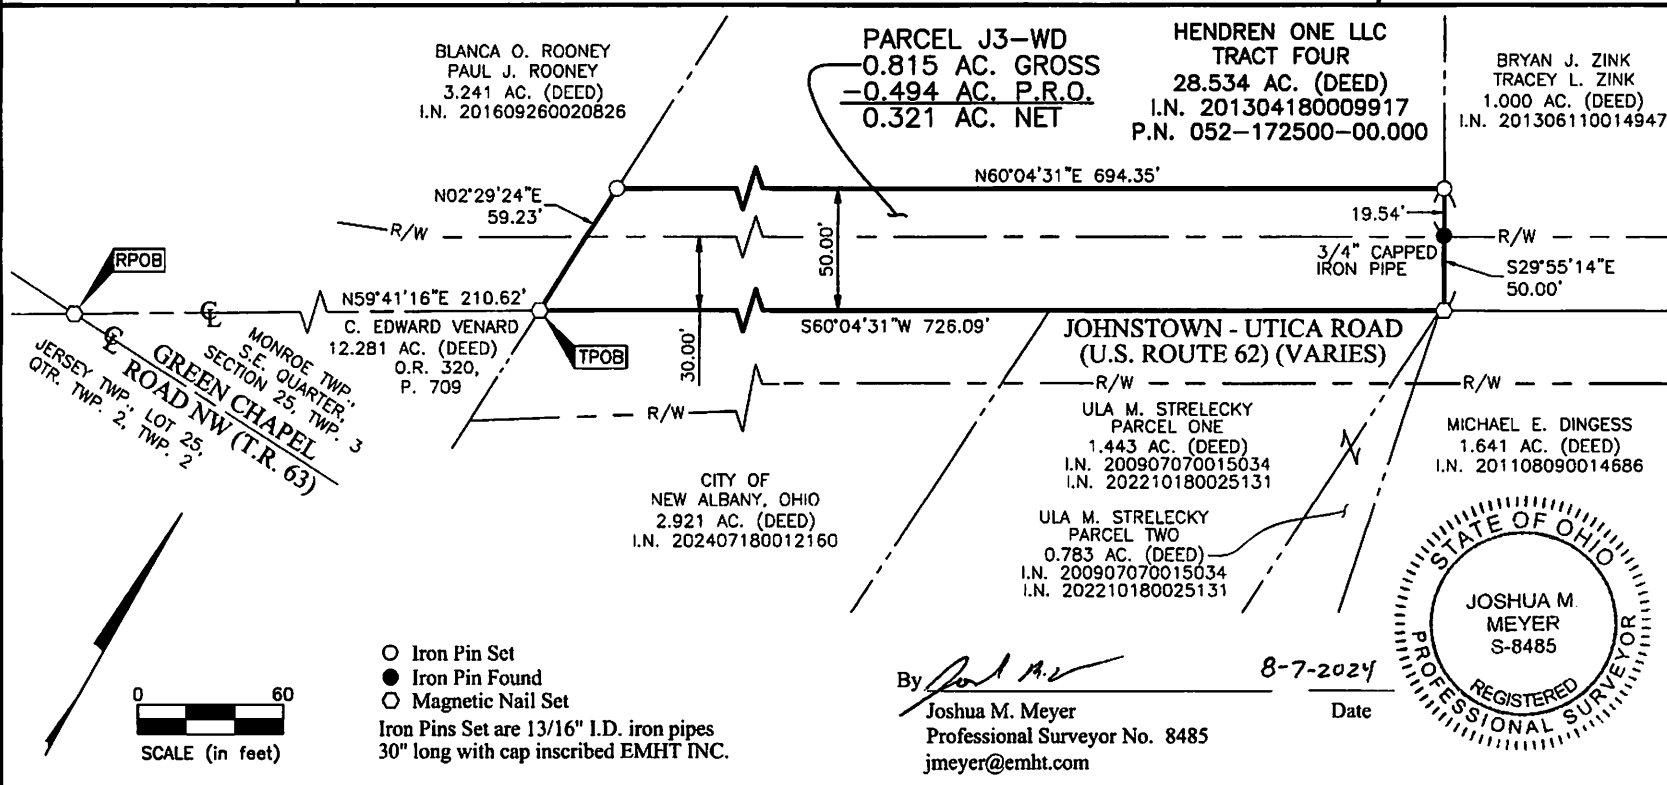 BLANCA O. ROONEY
PAUL J. ROONEY
3.241 AC. (DEED)
I.N. 201609260020826
PARCEL J3-WD
0.815 AC. GROSS
-0.494 AC. P.R.O.
0.321 AC. NET
HENDREN ONE LLC
TRACT FOUR
28.534 AC. (DEED)
I.N. 201304180009917
P.N. 052-172500-00.000
BRYAN J. ZINK
TRACEY L. ZINK
1.000 AC. (DEED)
I.N. 201306110014947
N02°29'24"E
59.23'
N60°04'31"E 694.35'
R/W
50.00'
30.00'
19.54'
3/4" CAPPED
IRON PIPE
R/W
S29°55'14"E
50.00'
RPOB
N59°41'16"E 210.62'
℄
℄
C. EDWARD VENARD
12.281 AC. (DEED)
O.R. 320,
P. 709
TPOB
S60°04'31"W 726.09'
JOHNSTOWN - UTICA ROAD
(U.S. ROUTE 62) (VARIES)
MONROE TWP.,
S.E. QUARTER,
SECTION 25, TWP. 3
GREEN CHAPEL
ROAD NW (T.R. 63)
JERSEY TWP., LOT 25,
QTR. TWP. 2, TWP. 2
R/W
R/W
R/W
CITY OF
NEW ALBANY, OHIO
2.921 AC. (DEED)
I.N. 202407180012160
ULA M. STRELECKY
PARCEL ONE
1.443 AC. (DEED)
I.N. 200907070015034
I.N. 202210180025131
ULA M. STRELECKY
PARCEL TWO
0.783 AC. (DEED)
I.N. 200907070015034
I.N. 202210180025131
MICHAEL E. DINGESS
1.641 AC. (DEED)
I.N. 201108090014686
STATE OF OHIO
JOSHUA M.
MEYER
S-8485
REGISTERED
PROFESSIONAL SURVEYOR
0 60
SCALE (in feet)
Iron Pin Set
Iron Pin Found
Magnetic Nail Set
Iron Pins Set are 13/16" I.D. iron pipes
30" long with cap inscribed EMHT INC.
By
8-7-2024
Joshua M. Meyer
Date
Professional Surveyor No. 8485
jmeyer@emht.com